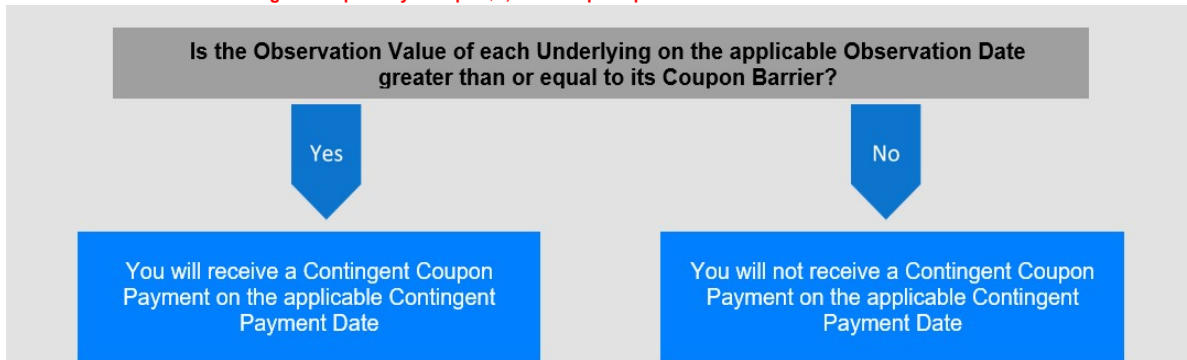 Is the Observation Value of each Underlying on the applicable Observation Date
greater than or equal to its Coupon Barrier?
Yes
No
You will receive a Contingent Coupon
Payment on the applicable Contingent
Payment Date
You will not receive a Contingent Coupon
Payment on the applicable Contingent
Payment Date